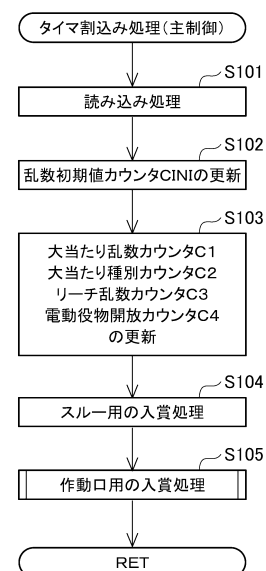 タイマ割込み処理(主制御)
S101
読み込み処理
S102
乱数初期値カウンタCINIの更新
S103
大当たり乱数カウンタC1
大当たり種別カウンタC2
リーチ乱数カウンタC3
電動役物開放カウンタC4
の更新
S104
スルー用の入賞処理
S105
作動口用の入賞処理
RET